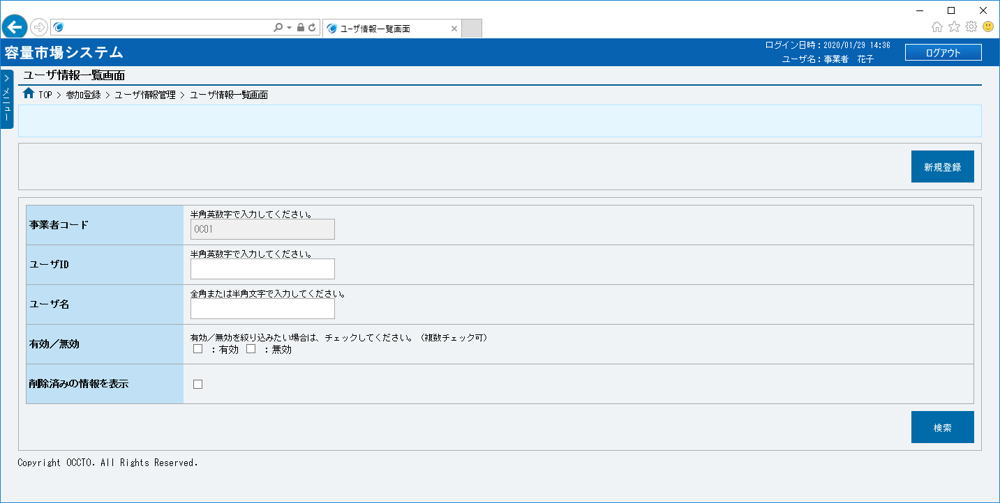 ユーザ情報一覧画面
容量市場システム
ログイン日時：2020/01/29 14:36
ユーザ名：事業者　花子
ログアウト
メニュー
ユーザ情報一覧画面
TOP > 参加登録 > ユーザ情報管理 > ユーザ情報一覧画面
新規登録
事業者コード
半角英数字で入力してください。
OC01
ユーザID
半角英数字で入力してください。
ユーザ名
全角または半角文字で入力してください。
有効／無効
有効／無効を絞り込みたい場合は、チェックしてください。（複数チェック可）
：有効 ：無効
削除済みの情報を表示
検索
Copyright OCCTO. All Rights Reserved.